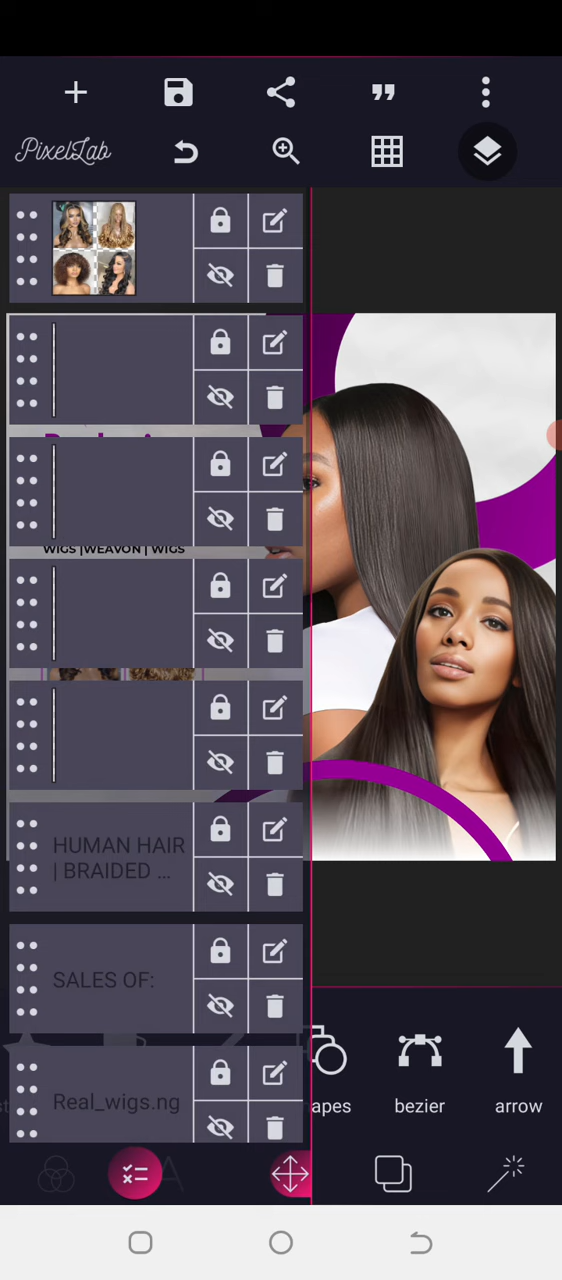 PixelLab
WIGS |WEAVON | WIGS
HUMAN HAIR
| BRAIDED ...
SALES OF:
Real_wigs.ng
apes
bezier
arrow